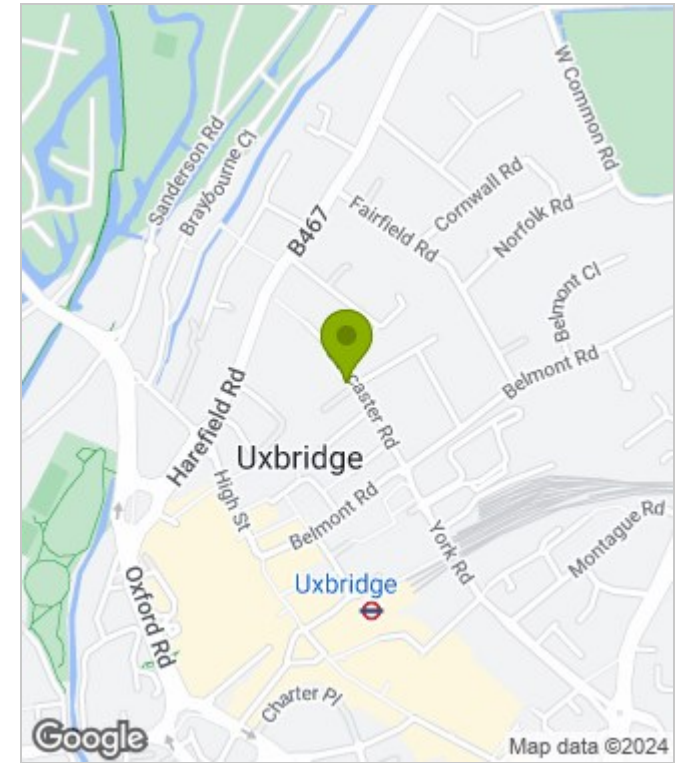 W Common Rd
Sanderson Rd
Braybourne Cl
Cornwall Rd
B467
Fairfield Rd
Norfolk Rd
Belmont Cl
Belmont Rd
caster Rd
Harefield Rd
Uxbridge
High St
Belmont Rd
York Rd
Montague Rd
Oxford Rd
Uxbridge
Charter Pl
Google
Map data ©2024